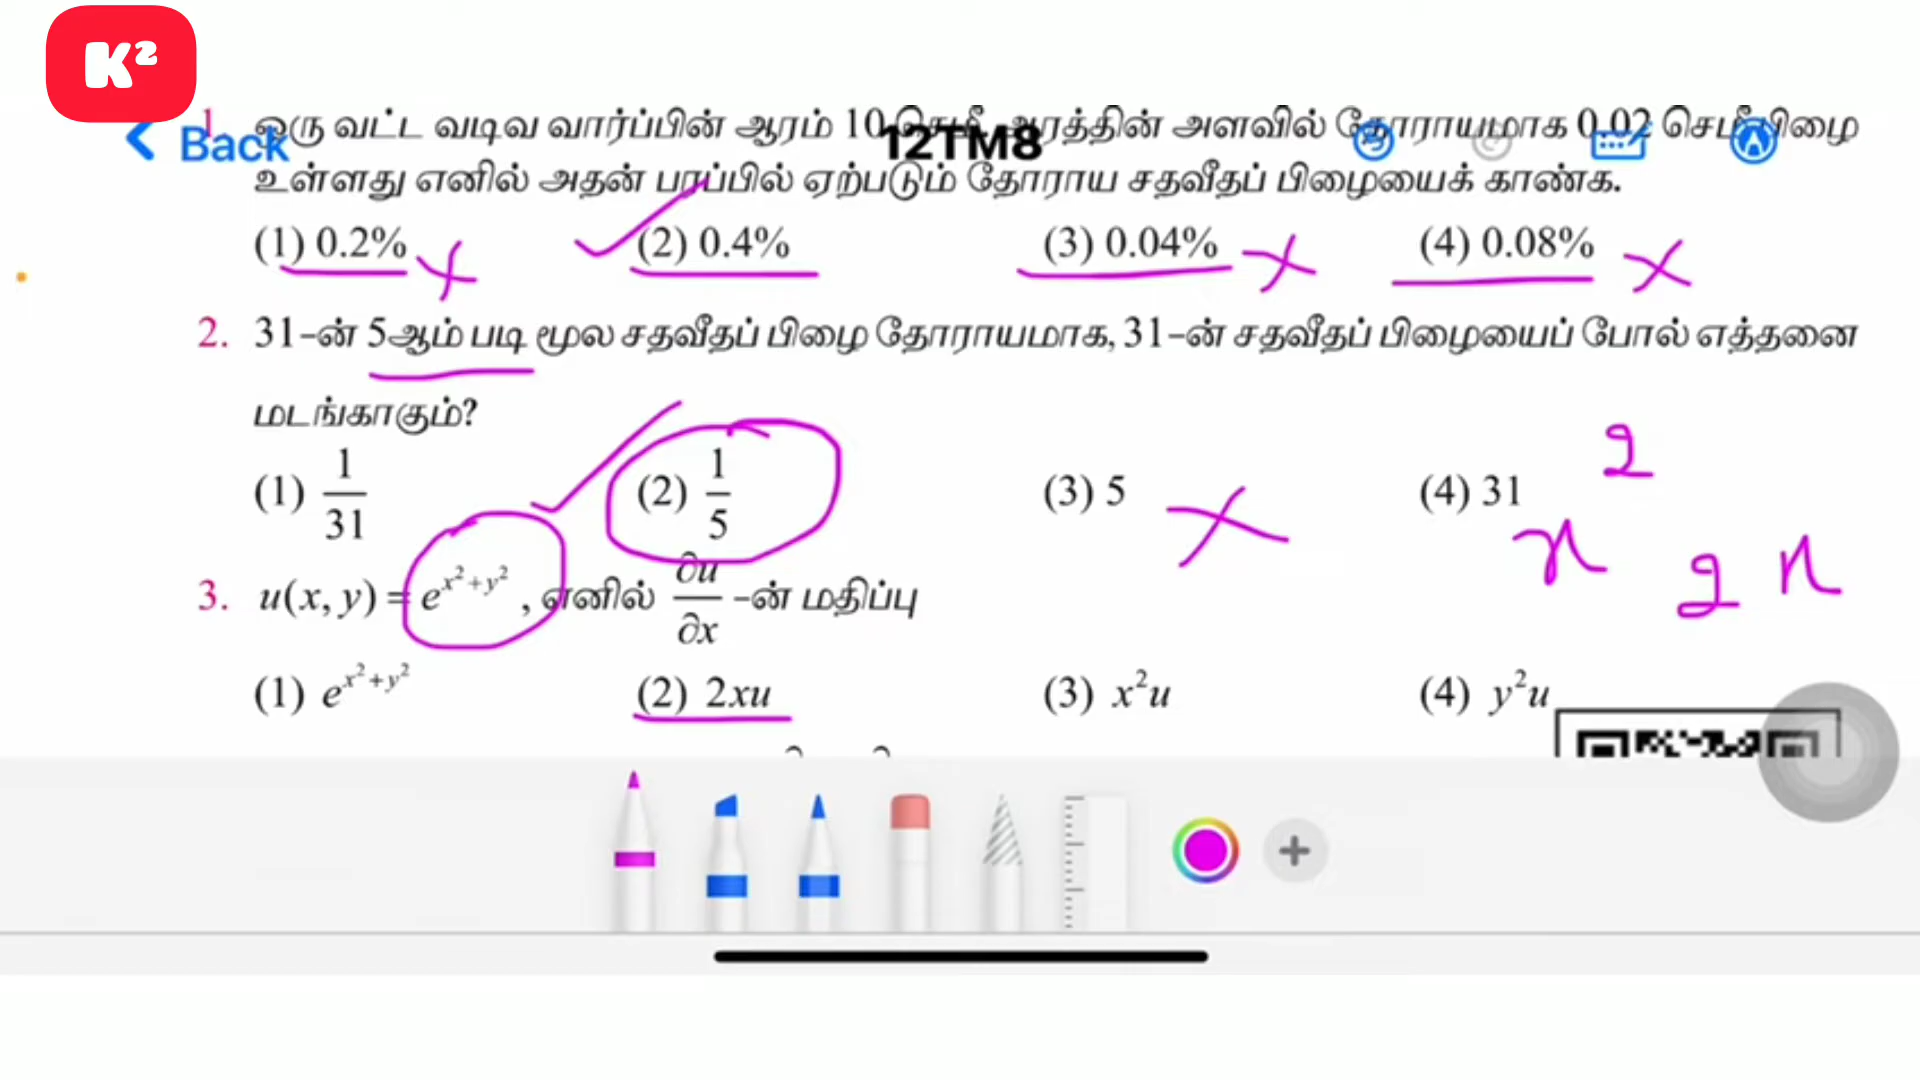 K²
1. ஒரு வட்ட வடிவ வார்ப்பின் ஆரம் 10 செமீ, ஆரத்தின் அளவில் தோராயமாக 0.02 செமீ பிழை
Back
12TM8
உள்ளது எனில் அதன் பரப்பில் ஏற்படும் தோராய சதவீதப் பிழையைக் காண்க.
(1) 0.2% (2) 0.4% (3) 0.04% (4) 0.08%
2. 31-ன் 5ஆம் படி மூல சதவீதப் பிழை தோராயமாக, 31-ன் சதவீதப் பிழையைப் போல் எத்தனை
மடங்காகும்?
(1) 1/31 (2) 1/5 (3) 5 (4) 31
2
x 2x
3. u(x, y) = e^{x²+y²}, எனில் ∂u/∂x -ன் மதிப்பு
(1) e^{x²+y²} (2) 2xu (3) x²u (4) y²u